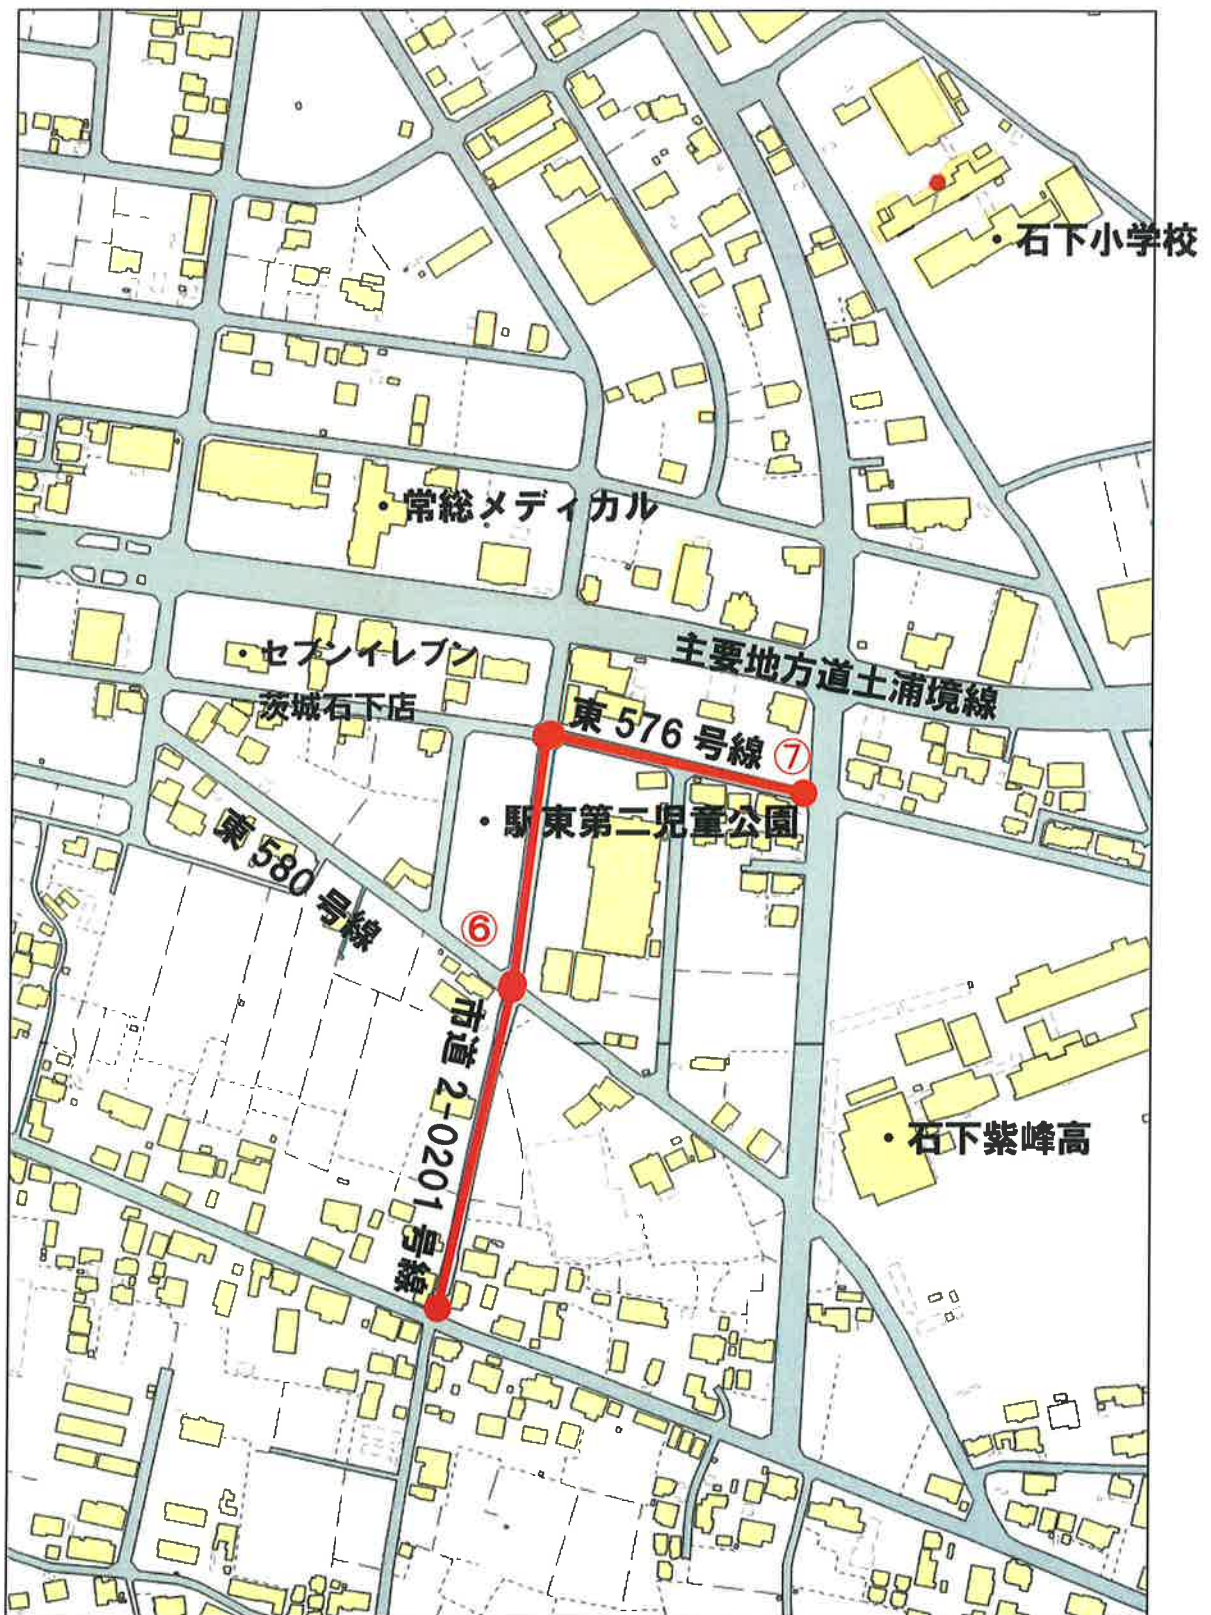 石下小学校
常総メディカル
主要地方道土浦境線
セブンイレブン
茨城石下店
東 576 号線
⑦
駅東第二児童公園
東 580 号線
⑥
市道 2-0201 号線
石下紫峰高